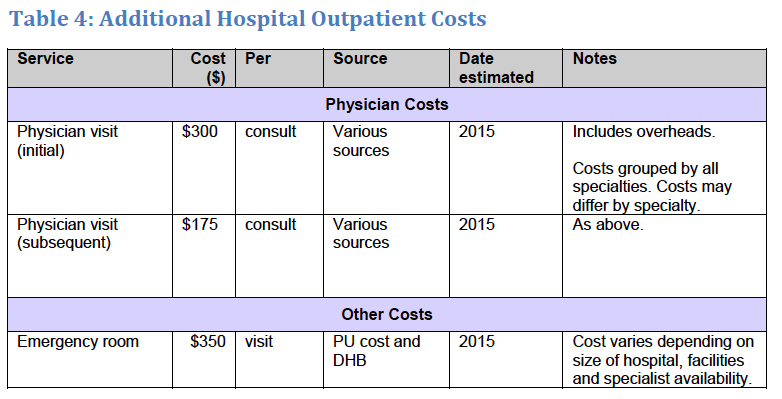 Table 4: Additional Hospital Outpatient Costs
Service Cost ($) Per Source Date estimated Notes
Physician Costs
Physician visit (initial) $300 consult Various sources 2015 Includes overheads.
Costs grouped by all specialties. Costs may differ by specialty.
Physician visit (subsequent) $175 consult Various sources 2015 As above.
Other Costs
Emergency room $350 visit PU cost and DHB 2015 Cost varies depending on size of hospital, facilities and specialist availability.